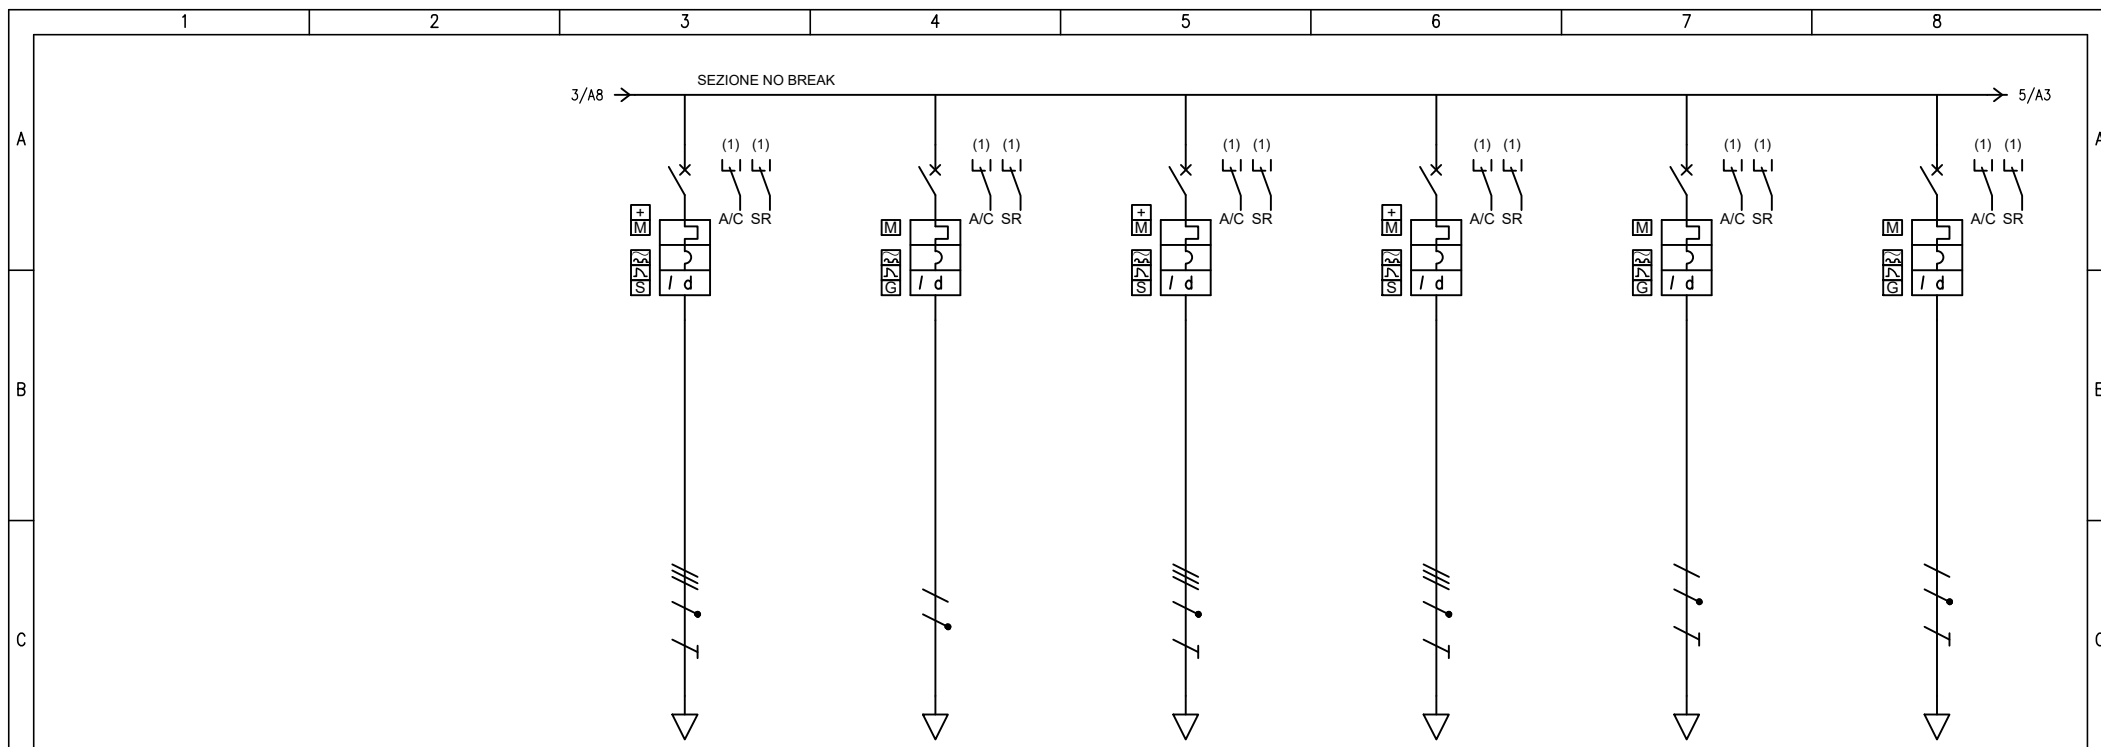 1 2 3 4 5 6 7 8
SEZIONE NO BREAK
3/A8 5/A3
A A
(1) (1) (1) (1) (1) (1) (1) (1) (1) (1) (1) (1)
A/C SR A/C SR A/C SR A/C SR A/C SR A/C SR
+ + +
M M M M M M
I d I d I d I d I d I d
S G S S G G
B B
C C